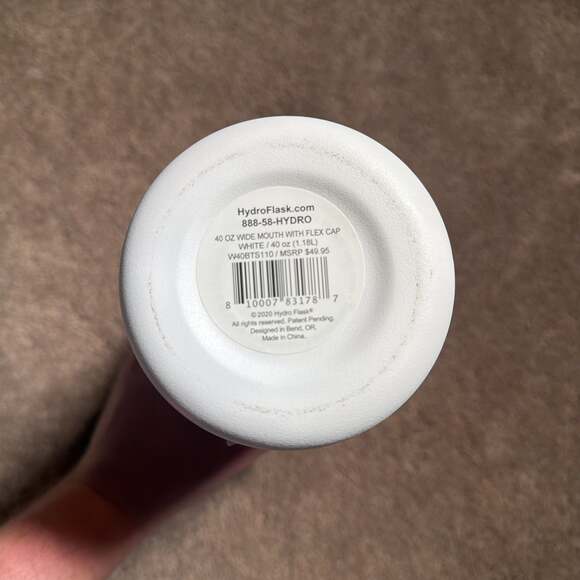 HydroFlask.com
888-58-HYDRO
40 OZ WIDE MOUTH WITH FLEX CAP
WHITE / 40 oz (1.18L)
W40BTS110 / MSRP $49.95
8 10007 83178 7
© 2020 Hydro Flask®
All rights reserved, Patent Pending.
Designed in Bend, OR.
Made in China.